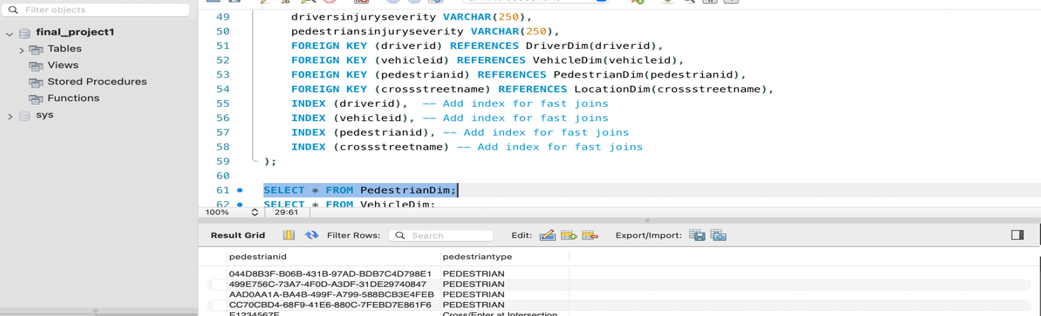 Filter objects
final_project1
Tables
Views
Stored Procedures
Functions
sys
49 driversinjuryseverity VARCHAR(250),
50 pedestriansinjuryseverity VARCHAR(250),
51 FOREIGN KEY (driverid) REFERENCES DriverDim(driverid),
52 FOREIGN KEY (vehicleid) REFERENCES VehicleDim(vehicleid),
53 FOREIGN KEY (pedestrianid) REFERENCES PedestrianDim(pedestrianid),
54 FOREIGN KEY (crossstreetname) REFERENCES LocationDim(crossstreetname),
55 INDEX (driverid),  -- Add index for fast joins
56 INDEX (vehicleid), -- Add index for fast joins
57 INDEX (pedestrianid), -- Add index for fast joins
58 INDEX (crossstreetname) -- Add index for fast joins
59 );
60
61 SELECT * FROM PedestrianDim;
62 SELECT * FROM VehicleDim;
100% 29:61
Result Grid Filter Rows: Search Edit: Export/Import:
pedestrianid pedestriantype
044D8B3F-B06B-431B-97AD-BDB7C4D798E1 PEDESTRIAN
499E756C-73A7-4F0D-A3DF-31DE29740847 PEDESTRIAN
AAD0AA1A-BA4B-499F-A799-588BCB3E4FEB PEDESTRIAN
CC70CBD4-68F9-41E6-880C-7FEBD7E861F6 PEDESTRIAN
E1234567F Cross/Enter at Intersection